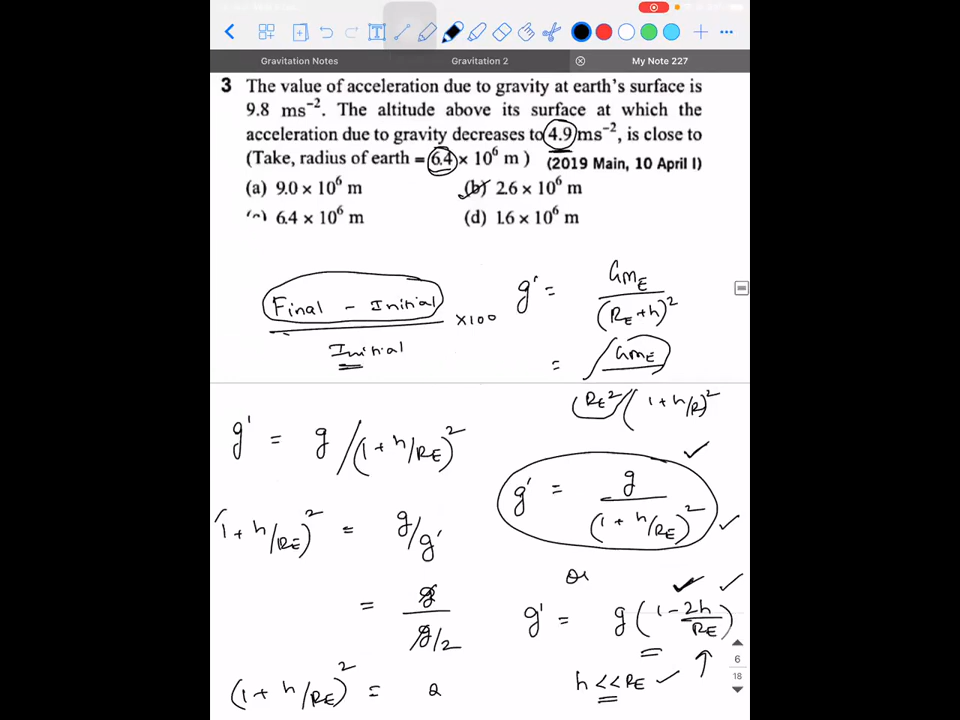 Gravitation Notes
Gravitation 2
My Note 227
3 The value of acceleration due to gravity at earth's surface is
9.8 ms⁻². The altitude above its surface at which the
acceleration due to gravity decreases to 4.9 ms⁻², is close to
(Take, radius of earth = 6.4 × 10⁶ m) (2019 Main, 10 April I)
(a) 9.0 × 10⁶ m
(b) 2.6 × 10⁶ m
6.4 × 10⁶ m
(d) 1.6 × 10⁶ m
Final - Initial
Initial
×100
g' = GmE / (RE+h)²
= GmE / RE² (1+h/R)²
g' = g/(1+h/RE)²
(1+h/RE)² = g/g'
= g / g/2
(1+h/RE)² = 2
g' = g / (1+h/RE)²
Or
g' = g(1 - 2h/RE)
h << RE
6
18